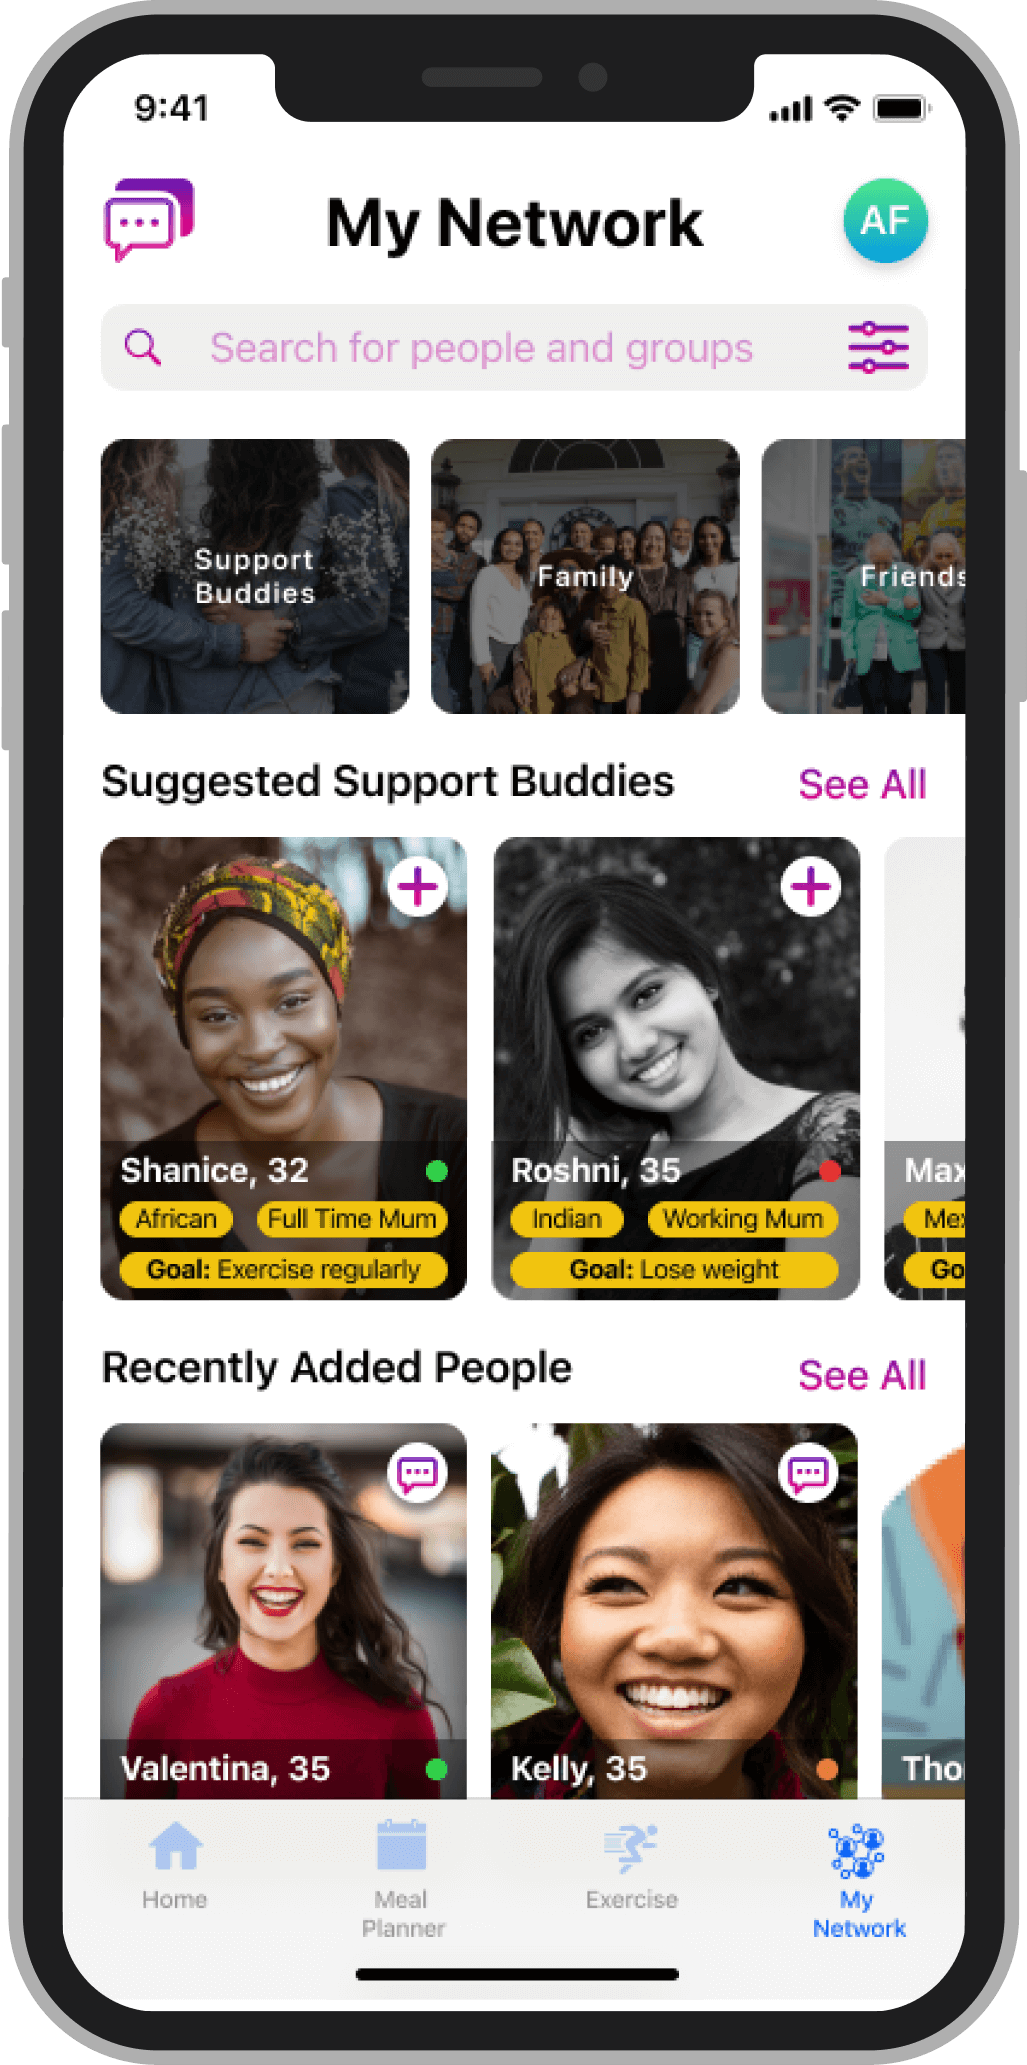 9:41
My Network
AF
Search for people and groups
Support
Buddies
Family
Friends
Suggested Support Buddies
See All
Shanice, 32
African
Full Time Mum
Goal: Exercise regularly
Roshni, 35
Indian
Working Mum
Goal: Lose weight
Max
Mex
Go
Recently Added People
See All
Valentina, 35
Kelly, 35
Tho
Home
Meal
Planner
Exercise
My
Network